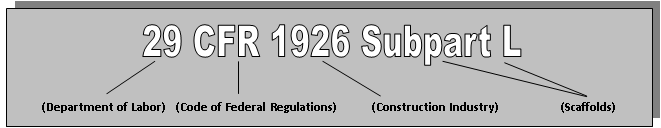 29 CFR 1926 Subpart L
(Department of Labor) (Code of Federal Regulations) (Construction Industry) (Scaffolds)